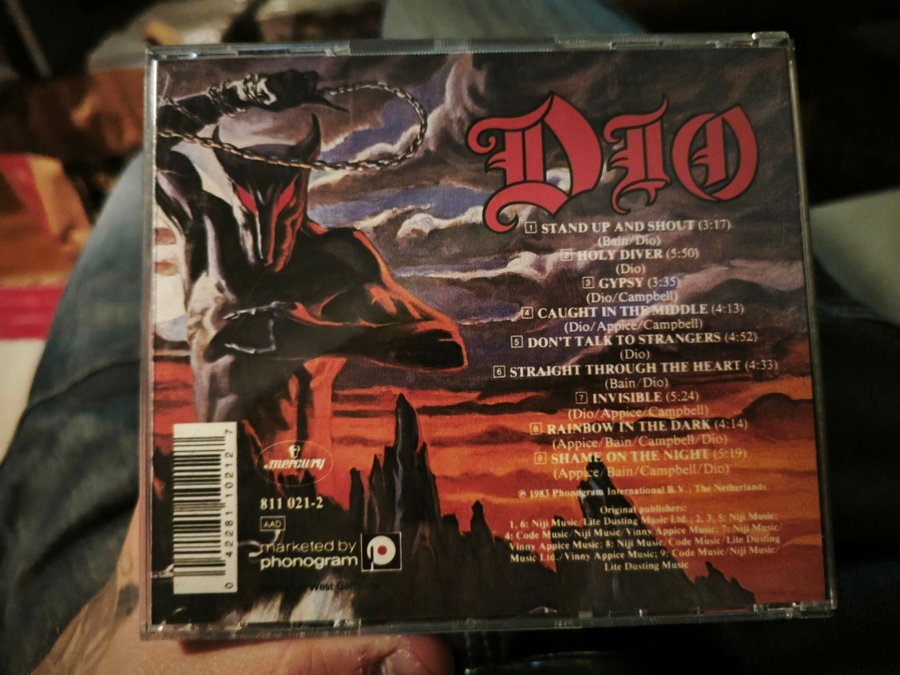 DIO
1 STAND UP AND SHOUT (3:17)
(Bain/Dio)
2 HOLY DIVER (5:50)
(Dio)
3 GYPSY (3:35)
(Dio/Campbell)
4 CAUGHT IN THE MIDDLE (4:13)
(Dio/Appice/Campbell)
5 DON'T TALK TO STRANGERS (4:52)
(Dio)
6 STRAIGHT THROUGH THE HEART (4:33)
(Bain/Dio)
7 INVISIBLE (5:24)
(Dio/Appice/Campbell)
8 RAINBOW IN THE DARK (4:14)
(Appice/Bain/Campbell/Dio)
9 SHAME ON THE NIGHT (5:19)
(Appice/Bain/Campbell/Dio)
℗ 1983 Phonogram International B.V., The Netherlands
Original publishers:
1, 6: Niji Music/Lite Dusting Music Ltd.; 2, 3, 5: Niji Music;
4: Code Music/Niji Music/Vinny Appice Music; 7: Niji Music/
Vinny Appice Music; 8: Niji Music/Code Music/Lite Dusting
Music Ltd./Vinny Appice Music; 9: Code Music/Niji Music/
Lite Dusting Music
mercury
811 021-2
AAD
marketed by
phonogram
West
0 42281 10212 7